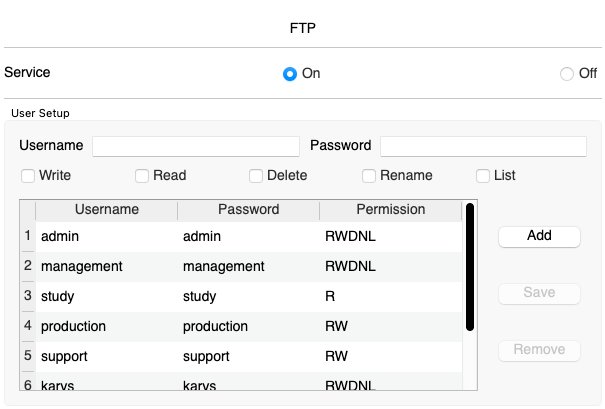 FTP
Service On Off
User Setup
Username Password
Write Read Delete Rename List
Username Password Permission
1 admin admin RWDNL
Add
2 management management RWDNL
3 study study R
Save
4 production production RW
5 support support RW
Remove
6 karys karys RWDNL